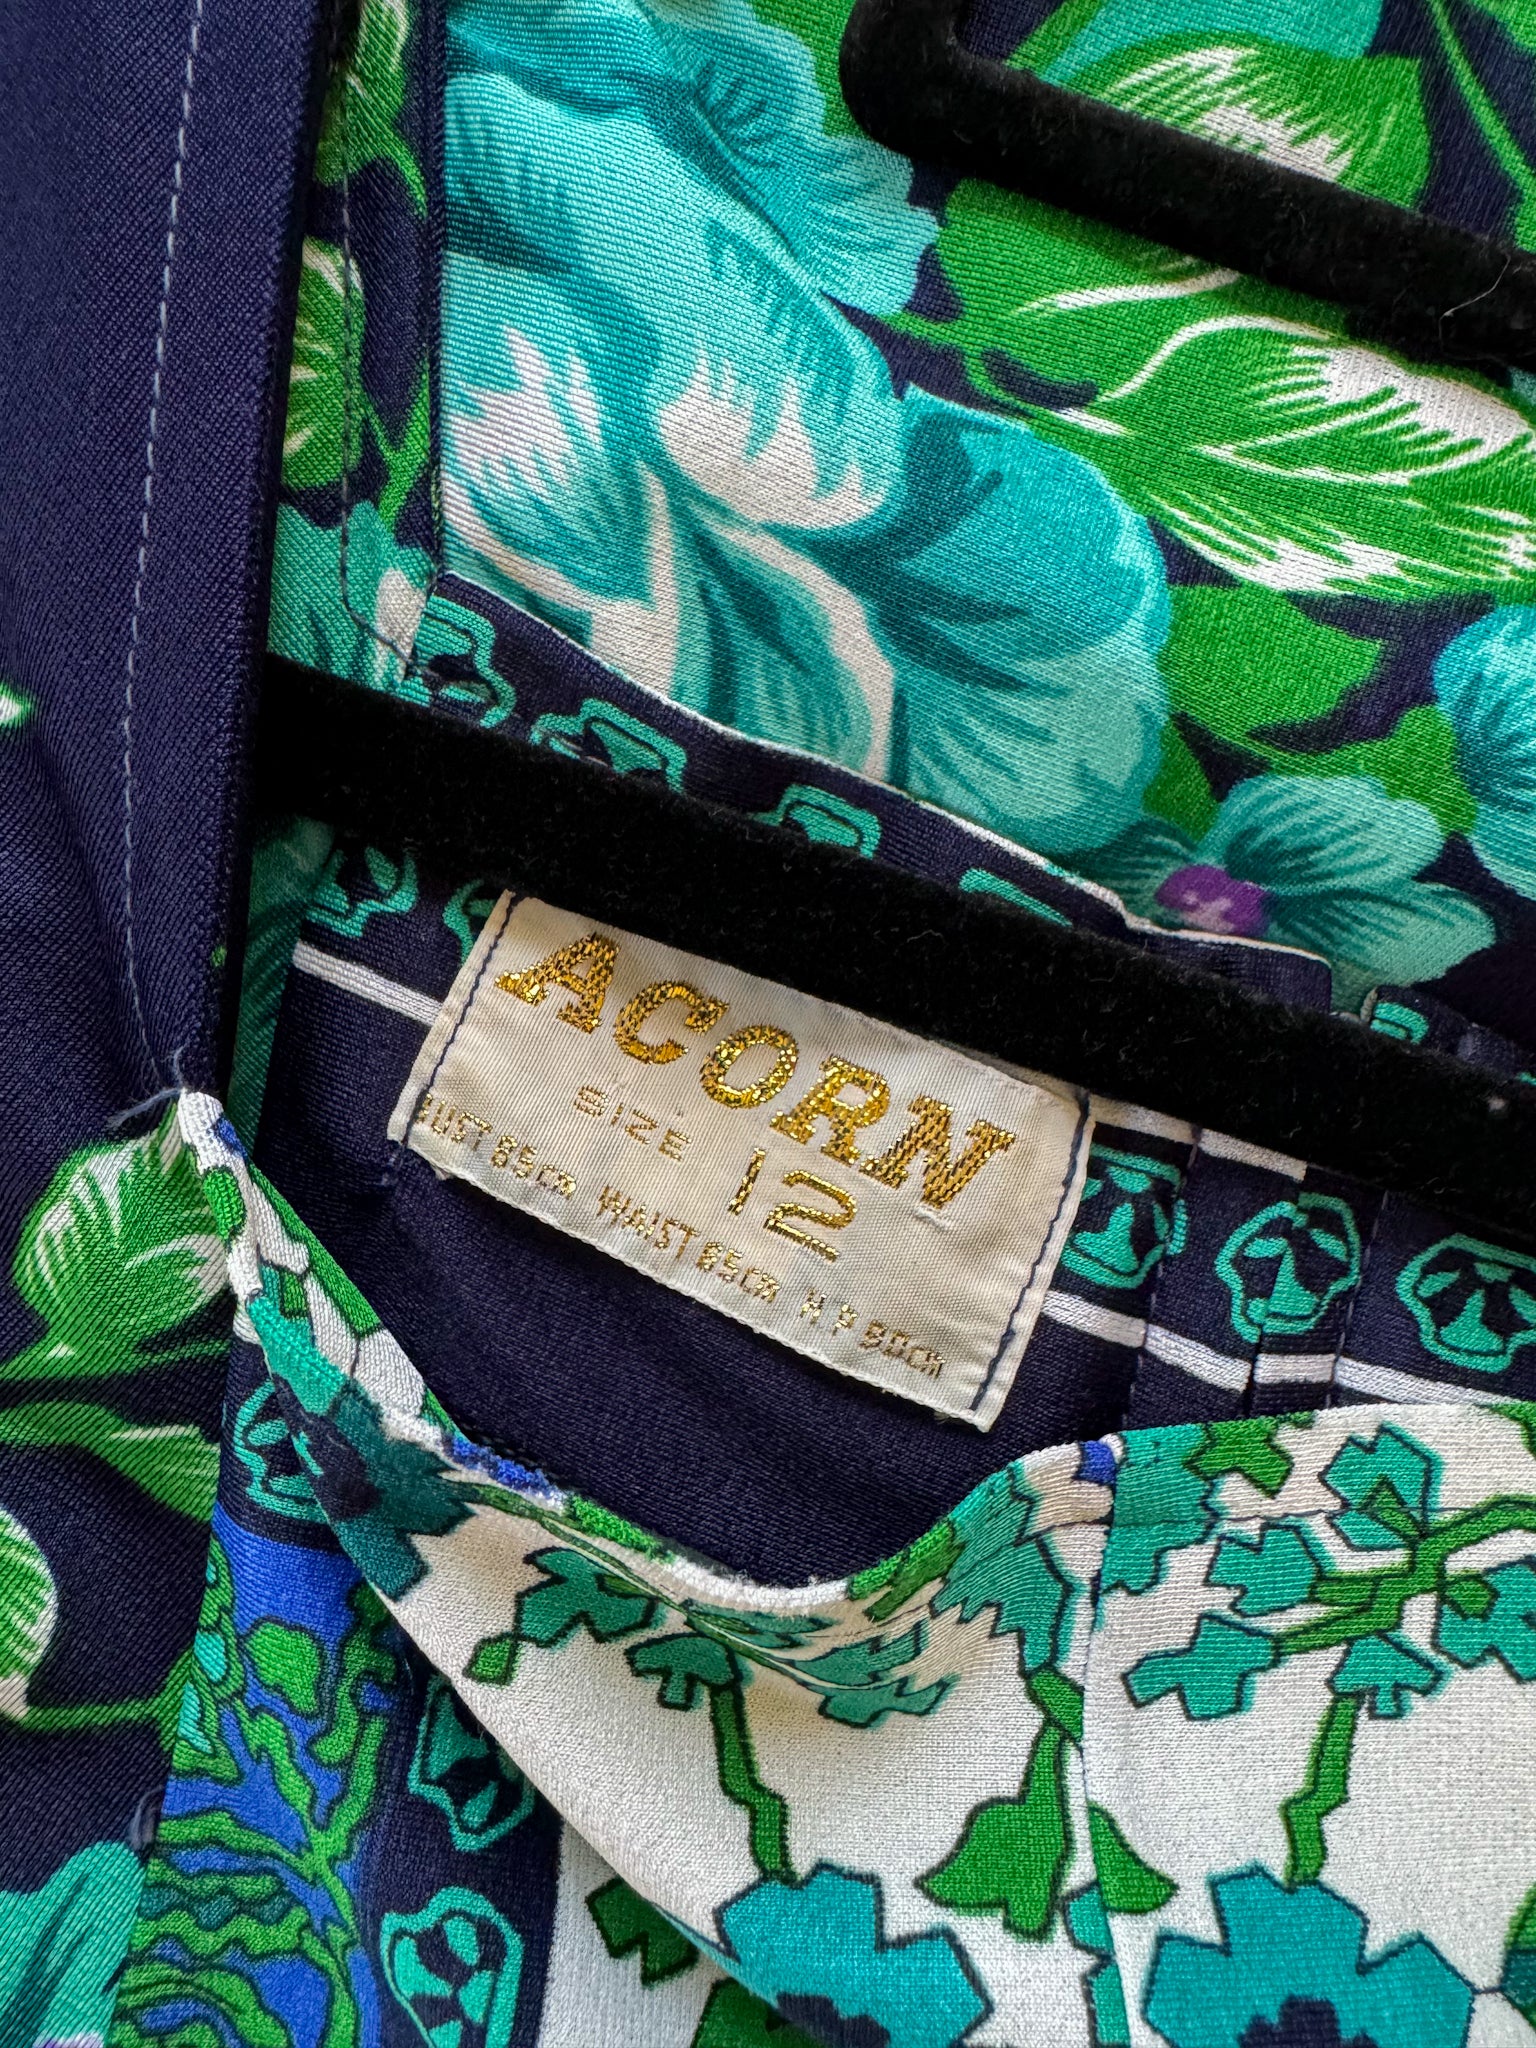 ACORN
SIZE 12
BUST 85CM WAIST 65CM HIP 90CM